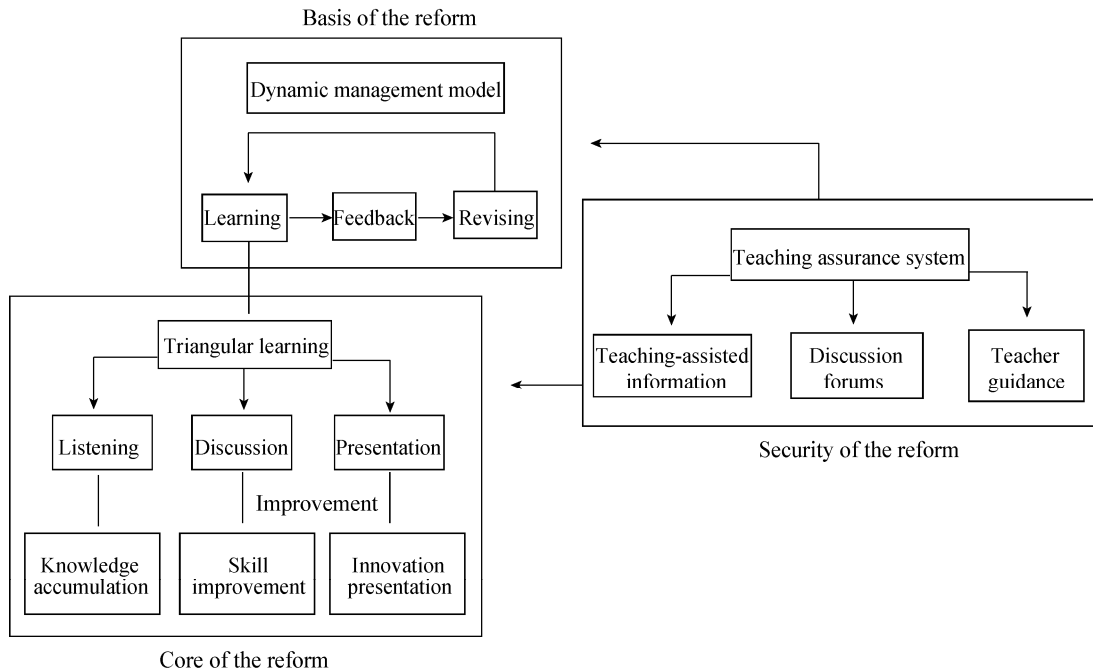 Basis of the reform
Dynamic management model
Learning
Feedback
Revising
Teaching assurance system
Teaching-assisted
information
Discussion
forums
Teacher
guidance
Security of the reform
Triangular learning
Listening
Discussion
Presentation
Improvement
Knowledge
accumulation
Skill
improvement
Innovation
presentation
Core of the reform